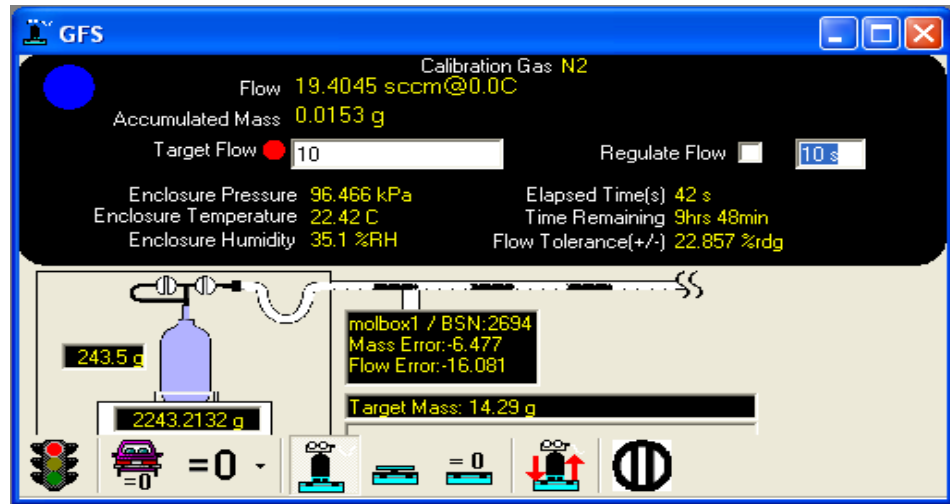 GFS
Calibration Gas N2
Flow 19.4045 sccm@0.0C
Accumulated Mass 0.0153 g
Target Flow 10 Regulate Flow 10 s
Enclosure Pressure 96.466 kPa Elapsed Time(s) 42 s
Enclosure Temperature 22.42 C Time Remaining 9hrs 48min
Enclosure Humidity 35.1 %RH Flow Tolerance(+/-) 22.857 %rdg
molbox1 / BSN:2694
Mass Error:-6.477
243.5 g Flow Error:-16.081
Target Mass: 14.29 g
2243.2132 g
=0 =0 =0